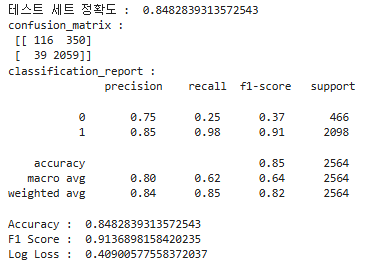 테스트 세트 정확도 :  0.8482839313572543
confusion_matrix :
 [[ 116  350]
 [  39 2059]]
classification_report :
               precision    recall  f1-score   support

           0       0.75      0.25      0.37       466
           1       0.85      0.98      0.91      2098

    accuracy                           0.85      2564
   macro avg       0.80      0.62      0.64      2564
weighted avg       0.84      0.85      0.82      2564

Accuracy :  0.8482839313572543
F1 Score :  0.9136898158420235
Log Loss :  0.40900577558372037